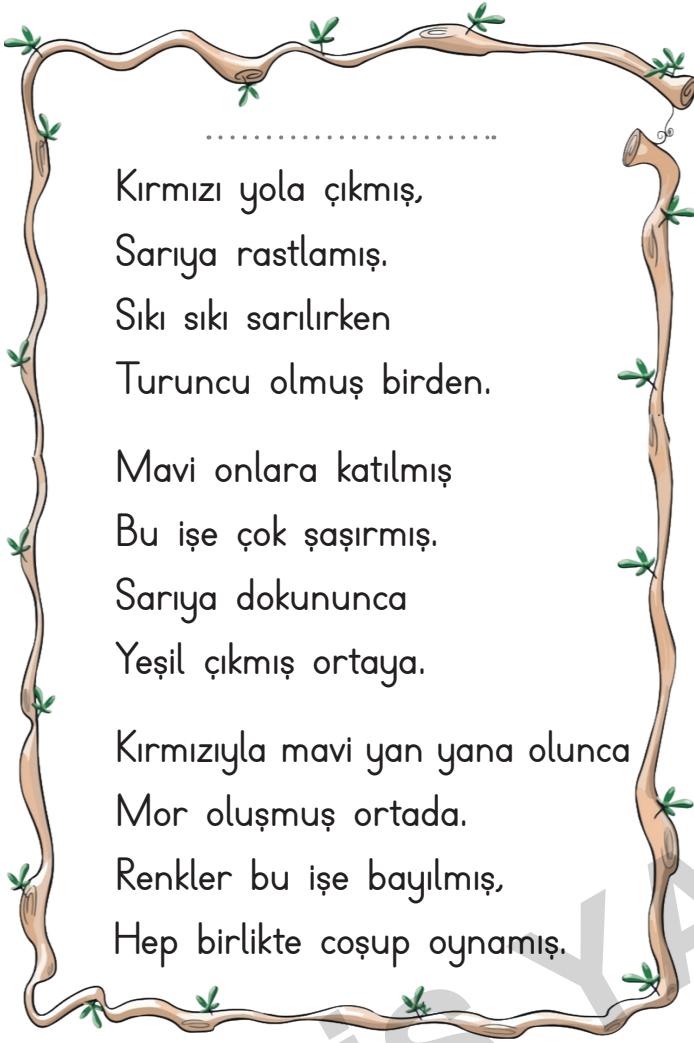 ........................
Kırmızı yola çıkmış,
Sarıya rastlamış.
Sıkı sıkı sarılırken
Turuncu olmuş birden.
Mavi onlara katılmış
Bu işe çok şaşırmış.
Sarıya dokununca
Yeşil çıkmış ortaya.
Kırmızıyla mavi yan yana olunca
Mor oluşmuş ortada.
Renkler bu işe bayılmış,
Hep birlikte coşup oynamış.